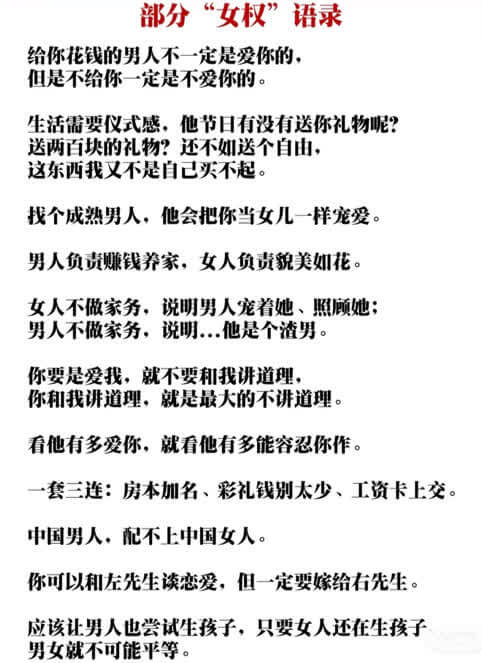 部分“女权”语录
给你花钱的男人不一定是爱你的，
但是不给你一定是不爱你的。
生活需要仪式感，他节日有没有送你礼物呢？
送两百块的礼物？还不如送个自由，
这东西我又不是自己买不起。
找个成熟男人，他会把你当女儿一样宠爱。
男人负责赚钱养家，女人负责貌美如花。
女人不做家务，说明男人宠着她、照顾她；
男人不做家务，说明...他是个渣男。
你要是爱我，就不要和我讲道理，
你和我讲道理，就是最大的不讲道理。
看他有多爱你，就看他有多能容忍你作。
一套三连：房本加名、彩礼钱别太少、工资卡上交。
中国男人，配不上中国女人。
你可以和左先生谈恋爱，但一定要嫁给右先生。
应该让男人也尝试生孩子，只要女人还在生孩子
男女就不可能平等。